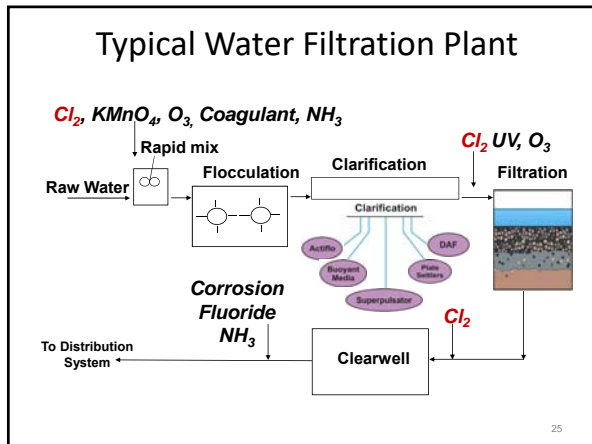 Typical Water Filtration Plant
Cl₂, KMnO₄, O₃, Coagulant, NH₃
Rapid mix
Cl₂ UV, O₃
Raw Water
Flocculation
Clarification
Filtration
Clarification
Actiflo
DAF
Buoyant
Media
Plate
Settlers
Superpulsator
Corrosion
Fluoride
NH₃
Cl₂
To Distribution
System
Clearwell
25